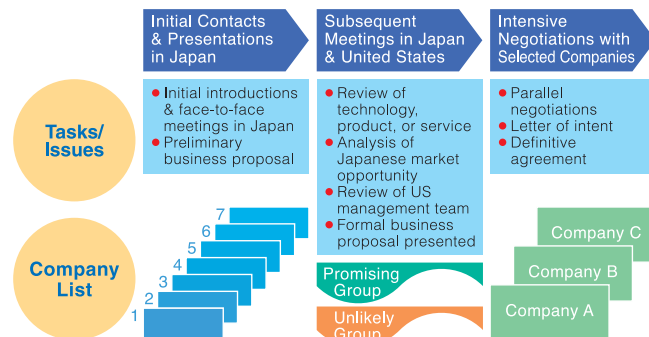 Initial Contacts
& Presentations
in Japan
Subsequent
Meetings in Japan
& United States
Intensive
Negotiations with
Selected Companies
Tasks/
Issues
• Initial introductions
& face-to-face
meetings in Japan
• Preliminary
business proposal
• Review of
technology,
product, or service
• Analysis of
Japanese market
opportunity
• Review of US
management team
• Formal business
proposal presented
• Parallel
negotiations
• Letter of intent
• Definitive
agreement
Company
List
7
6
5
4
3
2
1
Promising
Group
Unlikely
Group
Company C
Company B
Company A